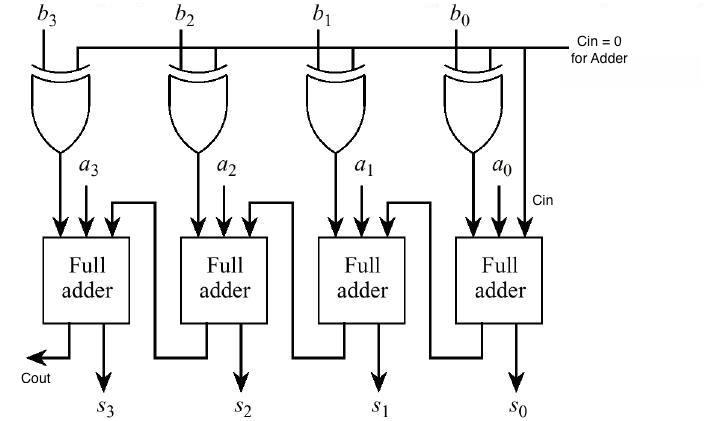 b3 b2 b1 b0
Cin = 0
for Adder
a3 a2 a1 a0
Cin
Full Full Full Full
adder adder adder adder
Cout
s3 s2 s1 s0